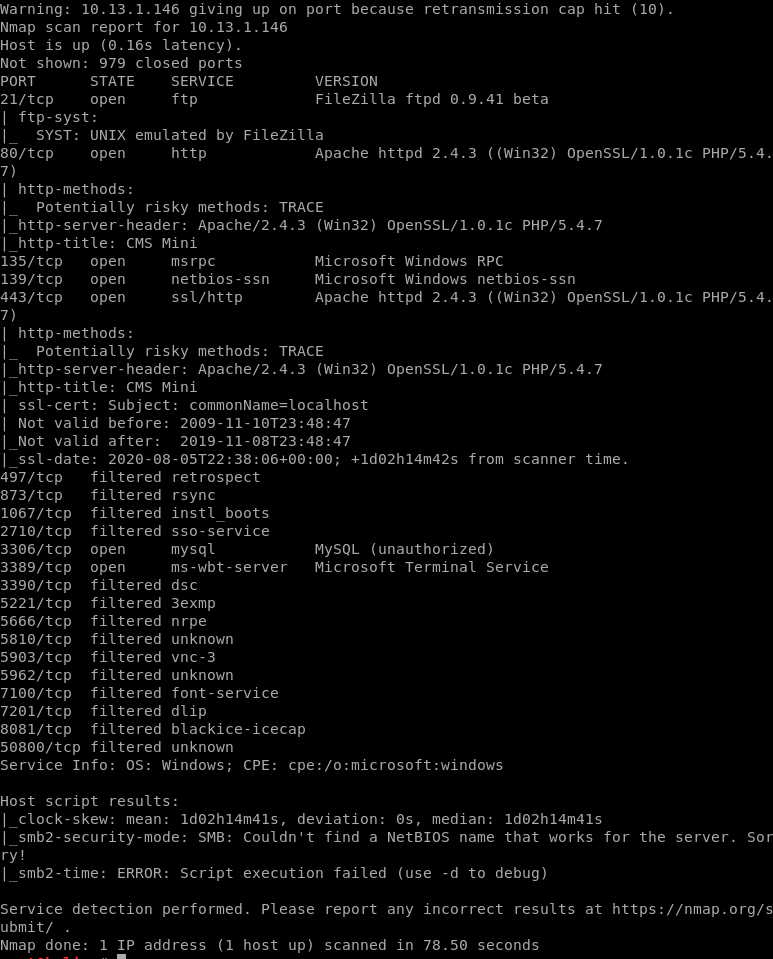 Warning: 10.13.1.146 giving up on port because retransmission cap hit (10).
Nmap scan report for 10.13.1.146
Host is up (0.16s latency).
Not shown: 979 closed ports
PORT      STATE    SERVICE         VERSION
21/tcp    open     ftp             FileZilla ftpd 0.9.41 beta
| ftp-syst:
|_  SYST: UNIX emulated by FileZilla
80/tcp    open     http            Apache httpd 2.4.3 ((Win32) OpenSSL/1.0.1c PHP/5.4.
7)
| http-methods:
|_  Potentially risky methods: TRACE
|_http-server-header: Apache/2.4.3 (Win32) OpenSSL/1.0.1c PHP/5.4.7
|_http-title: CMS Mini
135/tcp   open     msrpc           Microsoft Windows RPC
139/tcp   open     netbios-ssn     Microsoft Windows netbios-ssn
443/tcp   open     ssl/http        Apache httpd 2.4.3 ((Win32) OpenSSL/1.0.1c PHP/5.4.
7)
| http-methods:
|_  Potentially risky methods: TRACE
|_http-server-header: Apache/2.4.3 (Win32) OpenSSL/1.0.1c PHP/5.4.7
|_http-title: CMS Mini
| ssl-cert: Subject: commonName=localhost
| Not valid before: 2009-11-10T23:48:47
|_Not valid after:  2019-11-08T23:48:47
|_ssl-date: 2020-08-05T22:38:06+00:00; +1d02h14m42s from scanner time.
497/tcp   filtered retrospect
873/tcp   filtered rsync
1067/tcp  filtered instl_boots
2710/tcp  filtered sso-service
3306/tcp  open     mysql           MySQL (unauthorized)
3389/tcp  open     ms-wbt-server   Microsoft Terminal Service
3390/tcp  filtered dsc
5221/tcp  filtered 3exmp
5666/tcp  filtered nrpe
5810/tcp  filtered unknown
5903/tcp  filtered vnc-3
5962/tcp  filtered unknown
7100/tcp  filtered font-service
7201/tcp  filtered dlip
8081/tcp  filtered blackice-icecap
50800/tcp filtered unknown
Service Info: OS: Windows; CPE: cpe:/o:microsoft:windows

Host script results:
|_clock-skew: mean: 1d02h14m41s, deviation: 0s, median: 1d02h14m41s
|_smb2-security-mode: SMB: Couldn't find a NetBIOS name that works for the server. Sor
ry!
|_smb2-time: ERROR: Script execution failed (use -d to debug)

Service detection performed. Please report any incorrect results at https://nmap.org/s
ubmit/ .
Nmap done: 1 IP address (1 host up) scanned in 78.50 seconds